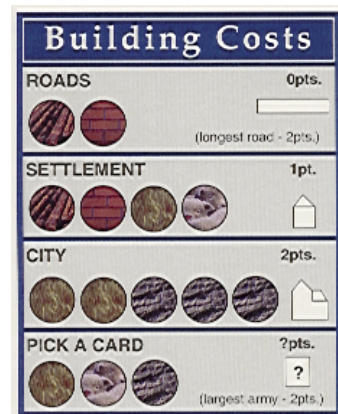 Building Costs
ROADS 0pts.
(longest road - 2pts.)
SETTLEMENT 1pt.
CITY 2pts.
PICK A CARD ?pts.
?
(largest army - 2pts.)